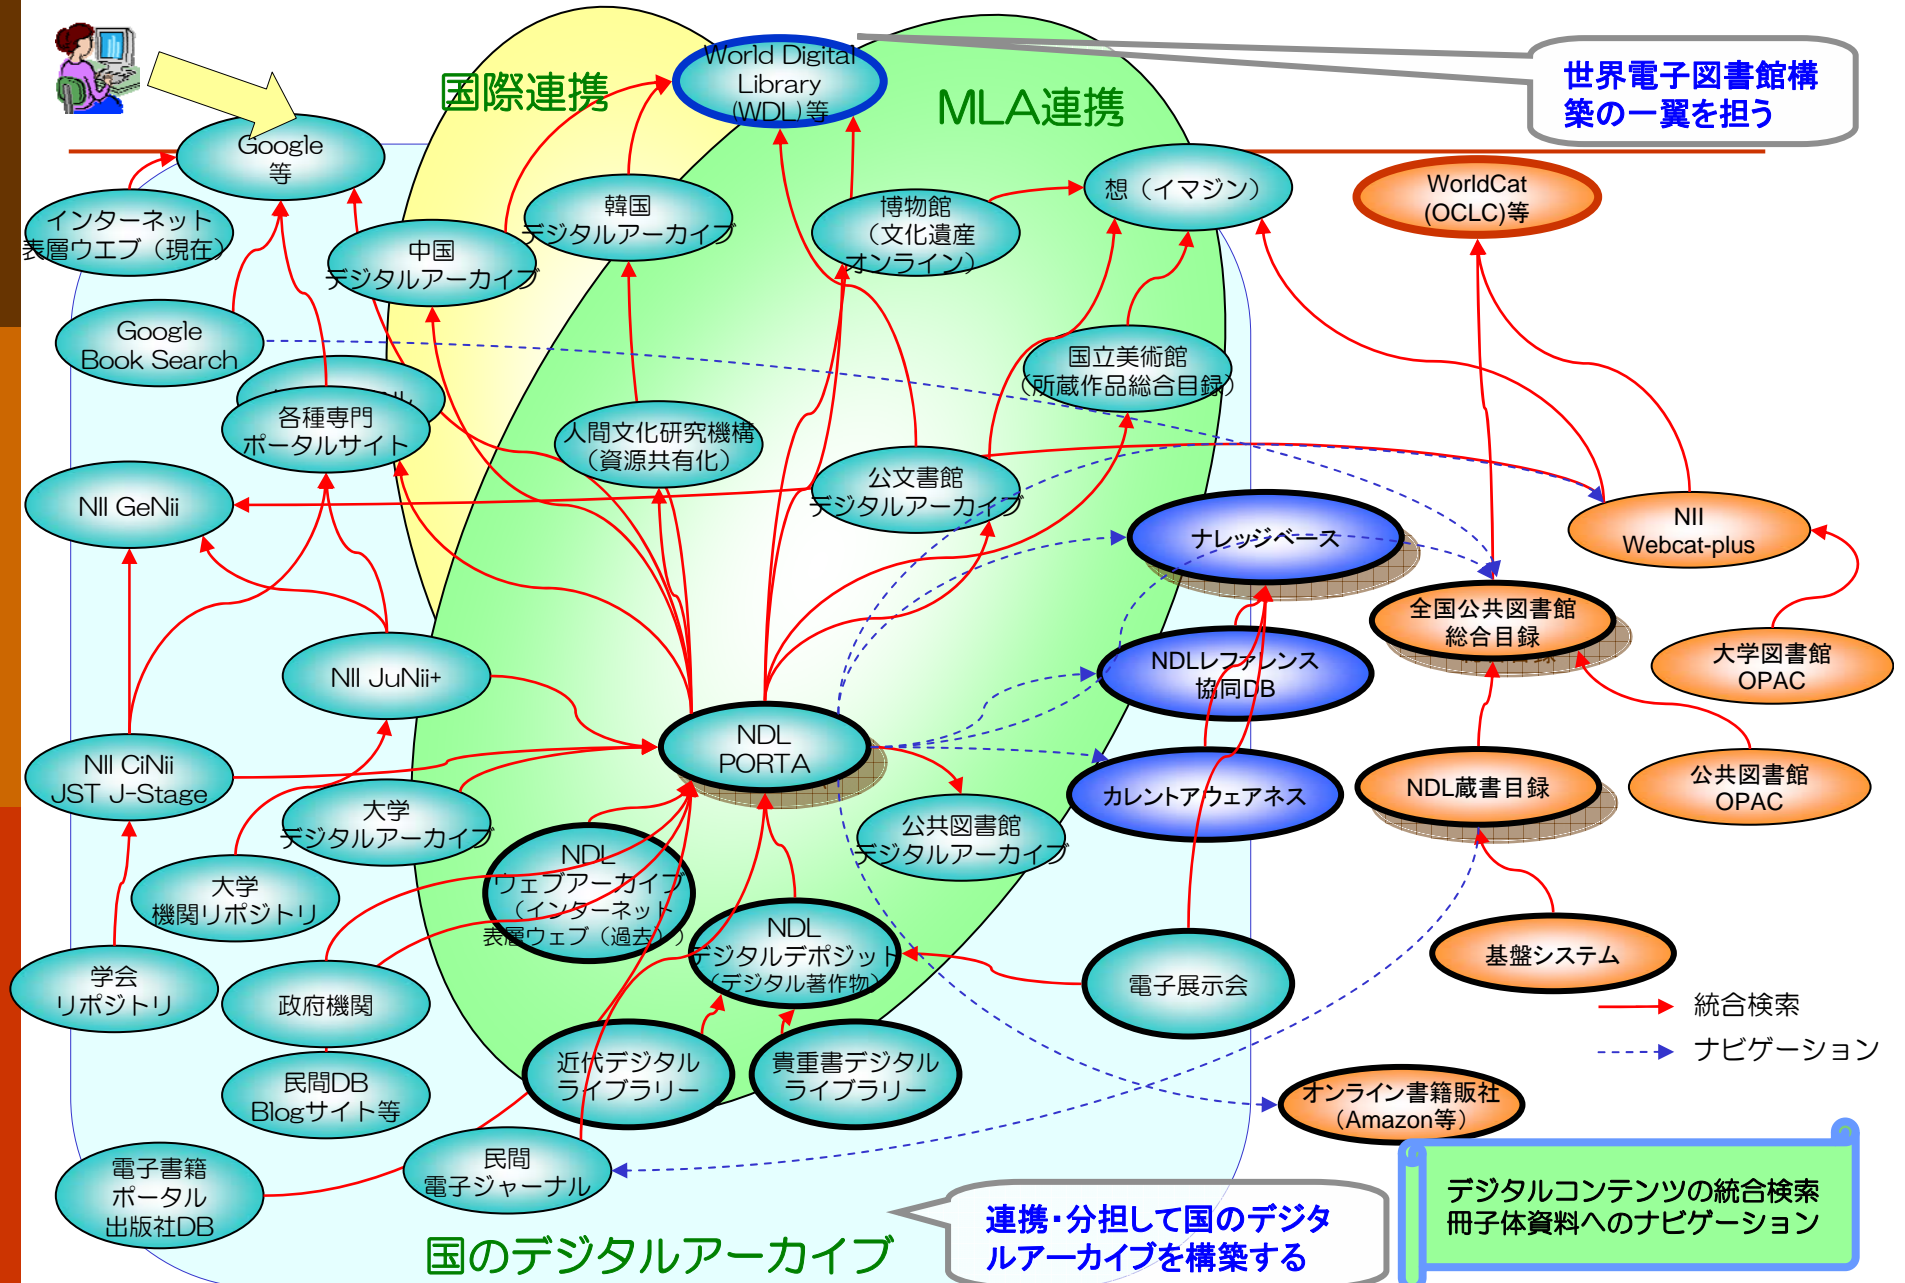 国際連携
World Digital
Library
(WDL)等
MLA連携
世界電子図書館構
築の一翼を担う
Google
等
想（イマジン）
WorldCat
(OCLC)等
インターネット
表層ウエブ（現在）
中国
デジタルアーカイブ
韓国
デジタルアーカイブ
博物館
（文化遺産
オンライン）
Google
Book Search
国立美術館
（所蔵作品総合目録）
各種専門
ポータルサイト
人間文化研究機構
（資源共有化）
公文書館
デジタルアーカイブ
NII GeNii
ナレッジベース
NII
Webcat-plus
全国公共図書館
総合目録
NII JuNii+
NDLレファレンス
協同DB
大学図書館
OPAC
NDL
PORTA
NII CiNii
JST J-Stage
カレントアウェアネス
NDL蔵書目録
公共図書館
OPAC
大学
デジタルアーカイブ
公共図書館
デジタルアーカイブ
大学
機関リポジトリ
NDL
ウェブアーカイブ
（インターネット
表層ウェブ（過去））
NDL
デジタルデポジット
（デジタル著作物）
学会
リポジトリ
政府機関
電子展示会
基盤システム
統合検索
ナビゲーション
民間DB
Blogサイト等
近代デジタル
ライブラリー
貴重書デジタル
ライブラリー
オンライン書籍販社
（Amazon等）
電子書籍
ポータル
出版社DB
民間
電子ジャーナル
連携・分担して国のデジタ
ルアーカイブを構築する
デジタルコンテンツの統合検索
冊子体資料へのナビゲーション
国のデジタルアーカイブ